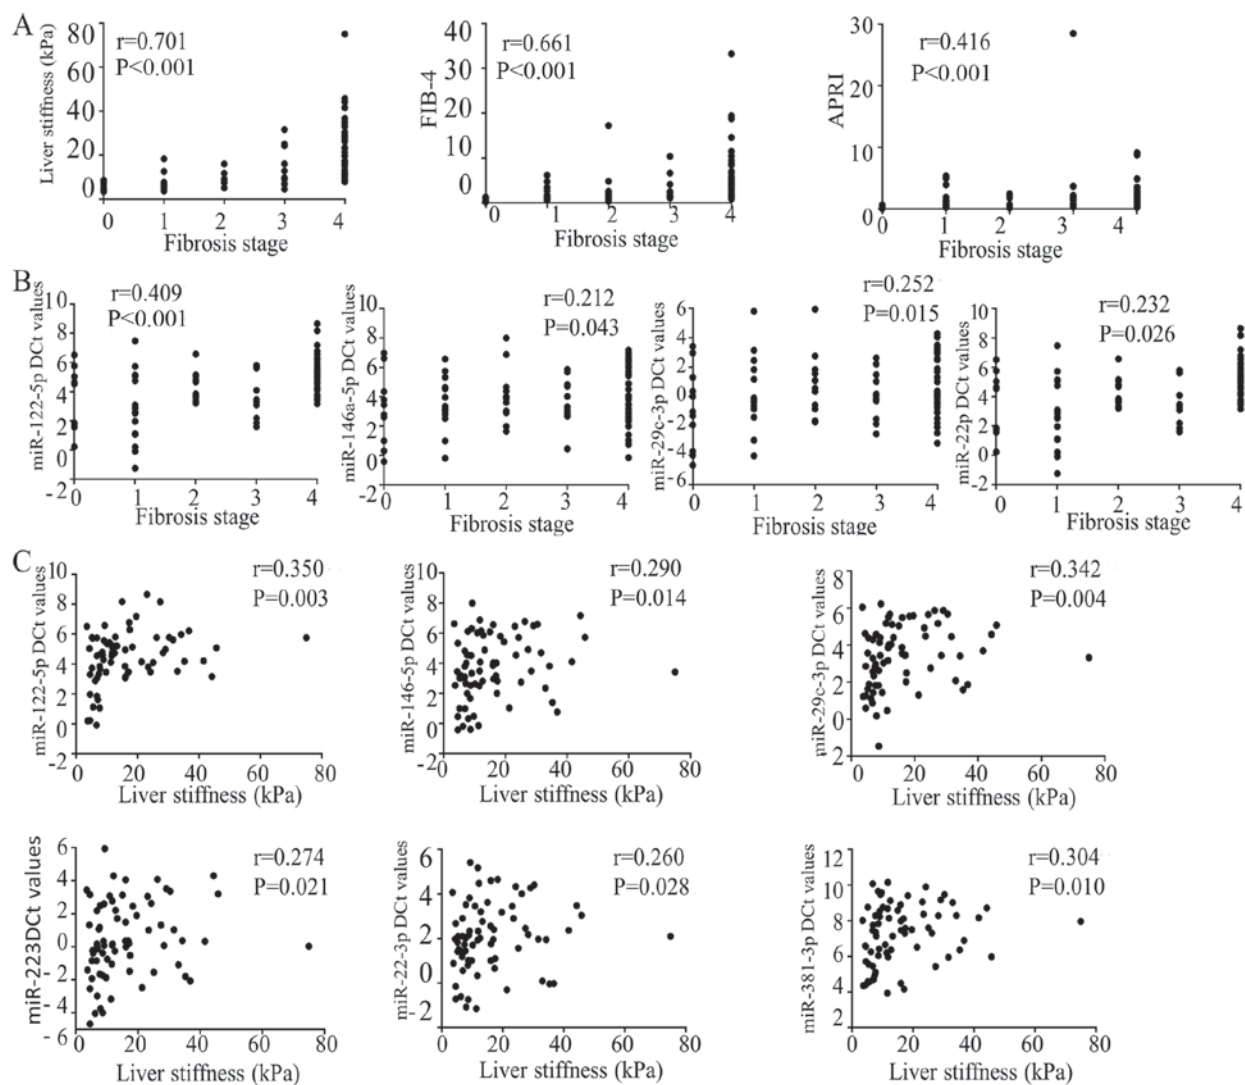 A
Liver stiffness (kPa)
80
60
40
20
0
r=0.701
P<0.001
0 1 2 3 4
Fibrosis stage
FIB-4
40
30
20
10
0
r=0.661
P<0.001
0 1 2 3 4
Fibrosis stage
APRI
30
20
10
0
r=0.416
P<0.001
0 1 2 3 4
Fibrosis stage
B
miR-122-5p DCt values
10
8
6
4
2
0
-2
r=0.409
P<0.001
0 1 2 3 4
Fibrosis stage
miR-146a-5p DCt values
10
8
6
4
2
0
-2
r=0.212
P=0.043
0 1 2 3 4
Fibrosis stage
miR-29c-3p DCt values
6
4
2
0
-2
-4
-6
r=0.252
P=0.015
0 1 2 3 4
Fibrosis stage
miR-22p DCt values
10
8
6
4
2
0
-2
r=0.232
P=0.026
0 1 2 3 4
Fibrosis stage
C
miR-122-5p DCt values
10
8
6
4
2
0
-2
r=0.350
P=0.003
0 20 40 60 80
Liver stiffness (kPa)
miR-146-5p DCt values
10
8
6
4
2
0
-2
r=0.290
P=0.014
0 20 40 60 80
Liver stiffness (kPa)
miR-29c-3p DCt values
8
6
4
2
0
2
r=0.342
P=0.004
0 20 40 60 80
Liver stiffness (kPa)
miR-223DCt values
6
4
2
0
-2
-4
-6
r=0.274
P=0.021
0 20 40 60 80
Liver stiffness (kPa)
miR-22-3p DCt values
6
4
2
0
-2
r=0.260
P=0.028
0 20 40 60 80
Liver stiffness (kPa)
miR-381-3p DCt values
12
10
8
6
4
2
r=0.304
P=0.010
0 20 40 60 80
Liver stiffness (kPa)